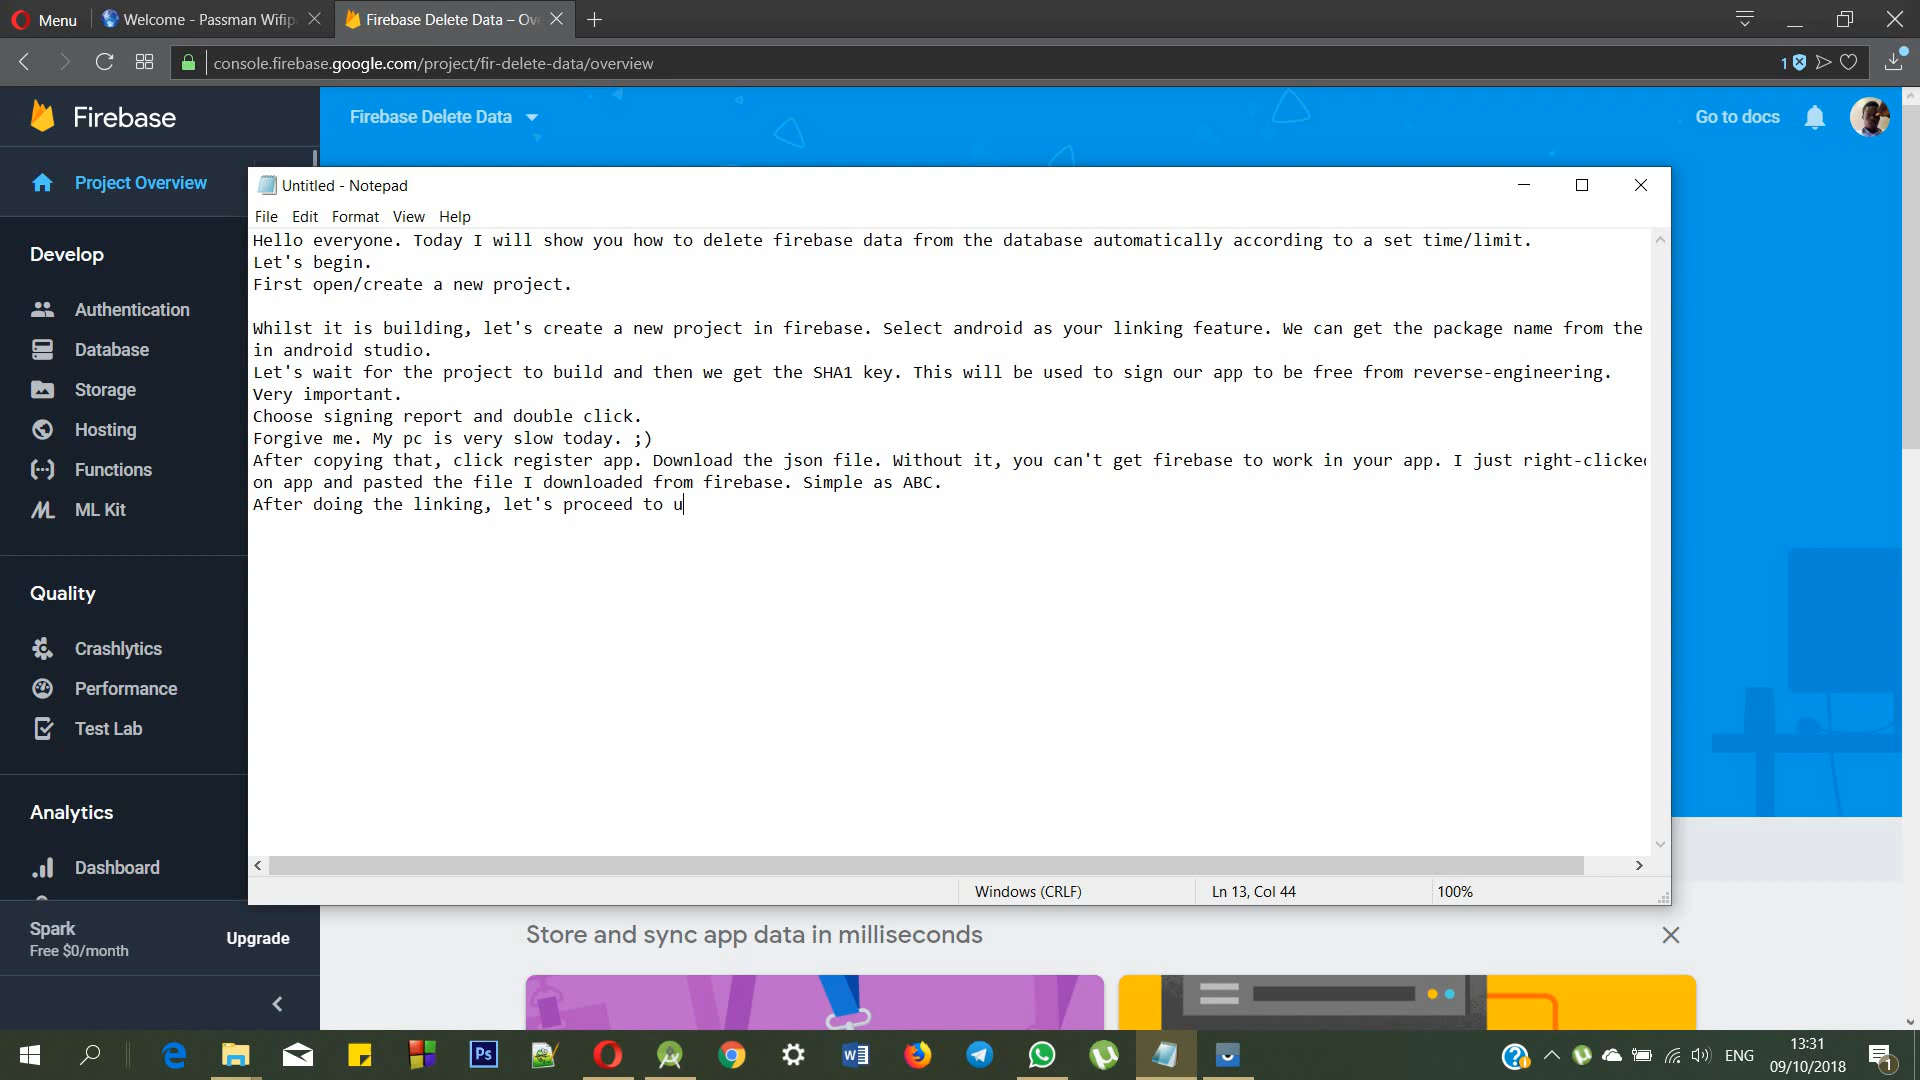 Menu
Welcome - Passman Wifip
Firebase Delete Data – Ov
console.firebase.google.com/project/fir-delete-data/overview
1
Firebase
Firebase Delete Data
Go to docs
Project Overview
Develop
Authentication
Database
Storage
Hosting
Functions
ML Kit
Quality
Crashlytics
Performance
Test Lab
Analytics
Dashboard
Spark
Free $0/month
Upgrade
Untitled - Notepad
File Edit Format View Help
Hello everyone. Today I will show you how to delete firebase data from the database automatically according to a set time/limit.
Let's begin.
First open/create a new project.
Whilst it is building, let's create a new project in firebase. Select android as your linking feature. We can get the package name from the
in android studio.
Let's wait for the project to build and then we get the SHA1 key. This will be used to sign our app to be free from reverse-engineering.
Very important.
Choose signing report and double click.
Forgive me. My pc is very slow today. ;)
After copying that, click register app. Download the json file. Without it, you can't get firebase to work in your app. I just right-clicked
on app and pasted the file I downloaded from firebase. Simple as ABC.
After doing the linking, let's proceed to u
Windows (CRLF)
Ln 13, Col 44
100%
Store and sync app data in milliseconds
Ps
ENG
13:31
09/10/2018
1